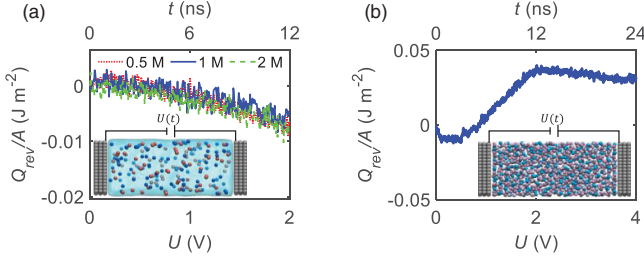 (a)
t (ns)
0 6 12
0.5 M 1 M 2 M
Q_rev/A (J m⁻²)
0
-0.01
-0.02
U(t)
0 1 2
U (V)
(b)
t (ns)
0 12 24
Q_rev/A (J m⁻²)
0.05
0
-0.05
U(t)
0 2 4
U (V)